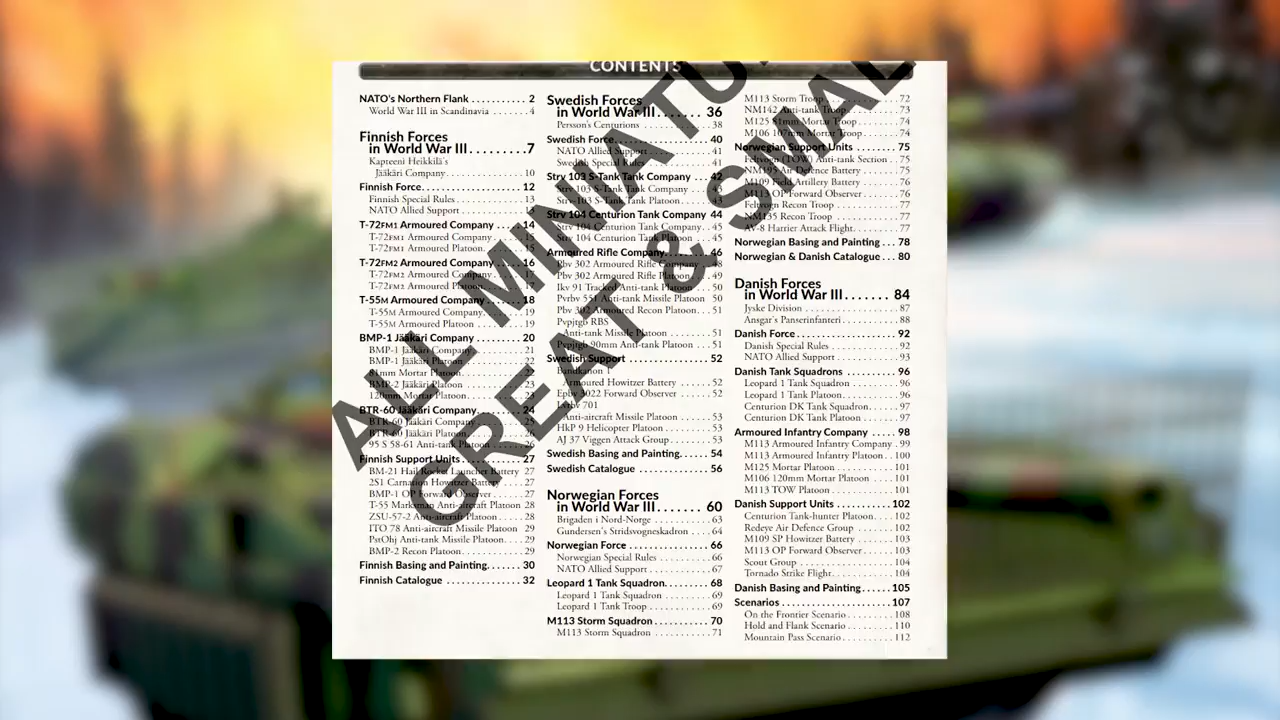 CONTENTS
NATO's Northern Flank . . . . . . . . . . 2
World War III in Scandinavia . . . . . . 4
Finnish Forces
in World War III . . . . . . . . . 7
Kapteeni Heikkilä's
Jääkäri Company . . . . . . . . . 10
Finnish Force . . . . . . . . . . 12
Finnish Special Rules . . . . . . 13
NATO Allied Support . . . . . .
T-72FM1 Armoured Company . . . . 14
T-72FM1 Armoured Company . . . 15
T-72FM1 Armoured Platoon . . . 15
T-72FM2 Armoured Company . . . . 16
T-72FM2 Armoured Company . . . 17
T-72FM2 Armoured Platoon . . . 17
T-55M Armoured Company . . . . 18
T-55M Armoured Company . . . . 19
T-55M Armoured Platoon . . . . 19
BMP-1 Jääkäri Company . . . . 20
BMP-1 Jääkäri Company . . . . 21
BMP-1 Jääkäri Platoon . . . . 22
81mm Mortar Platoon . . . . 23
BMP-2 Jääkäri Platoon . . . . 23
120mm Mortar Platoon . . . . 23
BTR-60 Jääkäri Company . . . . 24
BTR-60 Jääkäri Company . . . . 25
BTR-60 Jääkäri Platoon . . . . 26
95 S 58-61 Anti-tank Platoon . . . . 26
Finnish Support Units . . . . 27
BM-21 Hail Rocket Launcher Battery 27
2S1 Carnation Howitzer Battery . . . 27
BMP-1 OP Forward Observer . . . . 27
T-55 Marksman Anti-aircraft Platoon 28
ZSU-57-2 Anti-aircraft Platoon . . . . 28
ITO 78 Anti-aircraft Missile Platoon 29
PstOhj Anti-tank Missile Platoon . . . . 29
BMP-2 Recon Platoon . . . . 29
Finnish Basing and Painting . . . . 30
Finnish Catalogue . . . . 32
Swedish Forces
in World War III . . . . . . . 36
Persson's Centurions . . . . 38
Swedish Force . . . . 40
NATO Allied Support . . . . 41
Swedish Special Rules . . . . 41
Strv 103 S-Tank Tank Company . . . 42
Strv 103 S-Tank Tank Company . . . 43
Strv 103 S-Tank Tank Platoon . . . 43
Strv 104 Centurion Tank Company 44
Strv 104 Centurion Tank Company . . 45
Strv 104 Centurion Tank Platoon . . 45
Armoured Rifle Company . . . . 46
Pbv 302 Armoured Rifle Company . . 48
Pbv 302 Armoured Rifle Platoon . . . 49
Ikv 91 Tracked Anti-tank Platoon . . . 50
Pvrbv 551 Anti-tank Missile Platoon 50
Pbv 302 Armoured Recon Platoon . . . 51
Pvpjtgb RBS
Anti-tank Missile Platoon . . . . 51
Pvpjtgb 90mm Anti-tank Platoon . . 51
Swedish Support . . . . 52
Bandkanon 1
Armoured Howitzer Battery . . . . 52
Epbv 3022 Forward Observer . . . . 52
Lvrbv 701
Anti-aircraft Missile Platoon . . . . 53
HkP 9 Helicopter Platoon . . . . 53
AJ 37 Viggen Attack Group . . . . 53
Swedish Basing and Painting . . . . 54
Swedish Catalogue . . . . 56
Norwegian Forces
in World War III . . . . . . . 60
Brigaden i Nord-Norge . . . . 63
Gundersen's Stridsvogneskadron . . . . 64
Norwegian Force . . . . 66
Norwegian Special Rules . . . . 66
NATO Allied Support . . . . 67
Leopard 1 Tank Squadron . . . . 68
Leopard 1 Tank Squadron . . . . 69
Leopard 1 Tank Troop . . . . 69
M113 Storm Squadron . . . . 70
M113 Storm Squadron . . . . 71
M113 Storm Troop . . . . 72
NM142 Anti-tank Troop . . . . 73
M125 81mm Mortar Troop . . . . 74
M106 107mm Mortar Troop . . . . 74
Norwegian Support Units . . . . 75
Feltvogn (TOW) Anti-tank Section . . 75
NM195 Air Defence Battery . . . . 75
M109 Field Artillery Battery . . . . 76
M113 OP Forward Observer . . . . 76
Feltvogn Recon Troop . . . . 77
NM135 Recon Troop . . . . 77
AV-8 Harrier Attack Flight . . . . 77
Norwegian Basing and Painting . . . 78
Norwegian & Danish Catalogue . . . 80
Danish Forces
in World War III . . . . . . . 84
Jyske Division . . . . 87
Ansgar's Panserinfanteri . . . . 88
Danish Force . . . . 92
Danish Special Rules . . . . 92
NATO Allied Support . . . . 93
Danish Tank Squadrons . . . . 96
Leopard 1 Tank Squadron . . . . 96
Leopard 1 Tank Platoon . . . . 96
Centurion DK Tank Squadron . . . . 97
Centurion DK Tank Platoon . . . . 97
Armoured Infantry Company . . . . 98
M113 Armoured Infantry Company . 99
M113 Armoured Infantry Platoon . . 100
M125 Mortar Platoon . . . . 101
M106 120mm Mortar Platoon . . . . 101
M113 TOW Platoon . . . . 101
Danish Support Units . . . . 102
Centurion Tank-hunter Platoon . . . . 102
Redeye Air Defence Group . . . . 102
M109 SP Howitzer Battery . . . . 103
M113 OP Forward Observer . . . . 103
Scout Group . . . . 104
Tornado Strike Flight . . . . 104
Danish Basing and Painting . . . . 105
Scenarios . . . . 107
On the Frontier Scenario . . . . 108
Hold and Flank Scenario . . . . 110
Mountain Pass Scenario . . . . 112
ALL MINIATU
GREAT & SMAL